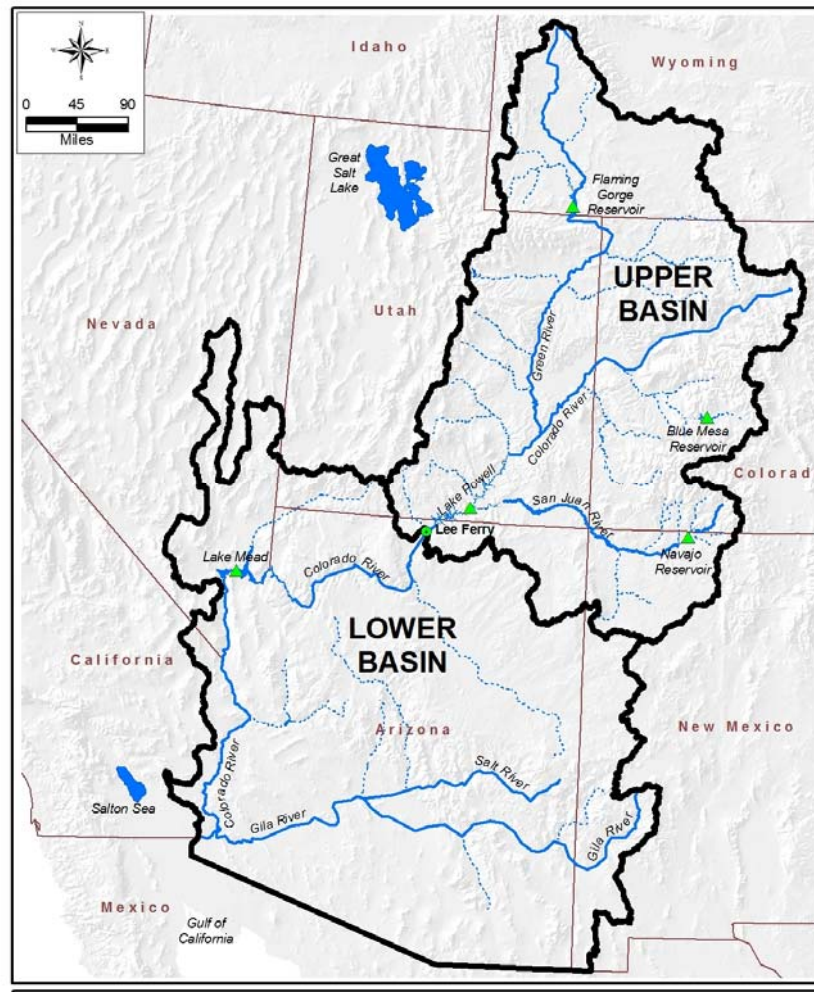 Idaho
Wyoming
N
W
E
S
0 45 90
Miles
Great
Salt
Lake
Flaming
Gorge
Reservoir
UPPER
BASIN
Utah
Nevada
Green River
Colorado River
Blue Mesa
Reservoir
Colorad
Lake Powell
San Juan River
Lee Ferry
Navajo
Reservoir
Lake Mead
Colorado River
LOWER
BASIN
California
Arizona
New Mexico
Colorado River
Salt River
Salton Sea
Gila River
Gila River
Mexico
Gulf of
California